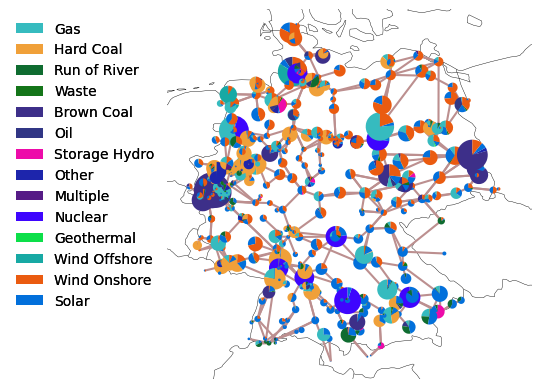 Gas
Hard Coal
Run of River
Waste
Brown Coal
Oil
Storage Hydro
Other
Multiple
Nuclear
Geothermal
Wind Offshore
Wind Onshore
Solar